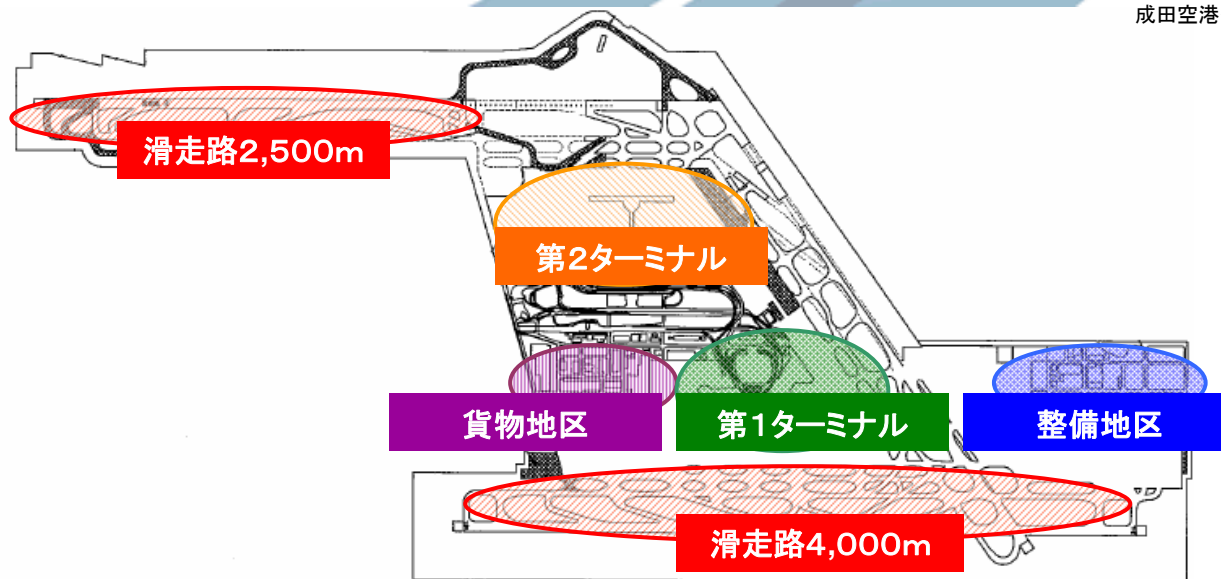 成田空港
滑走路2,500m
第2ターミナル
貨物地区
第1ターミナル
整備地区
滑走路4,000m